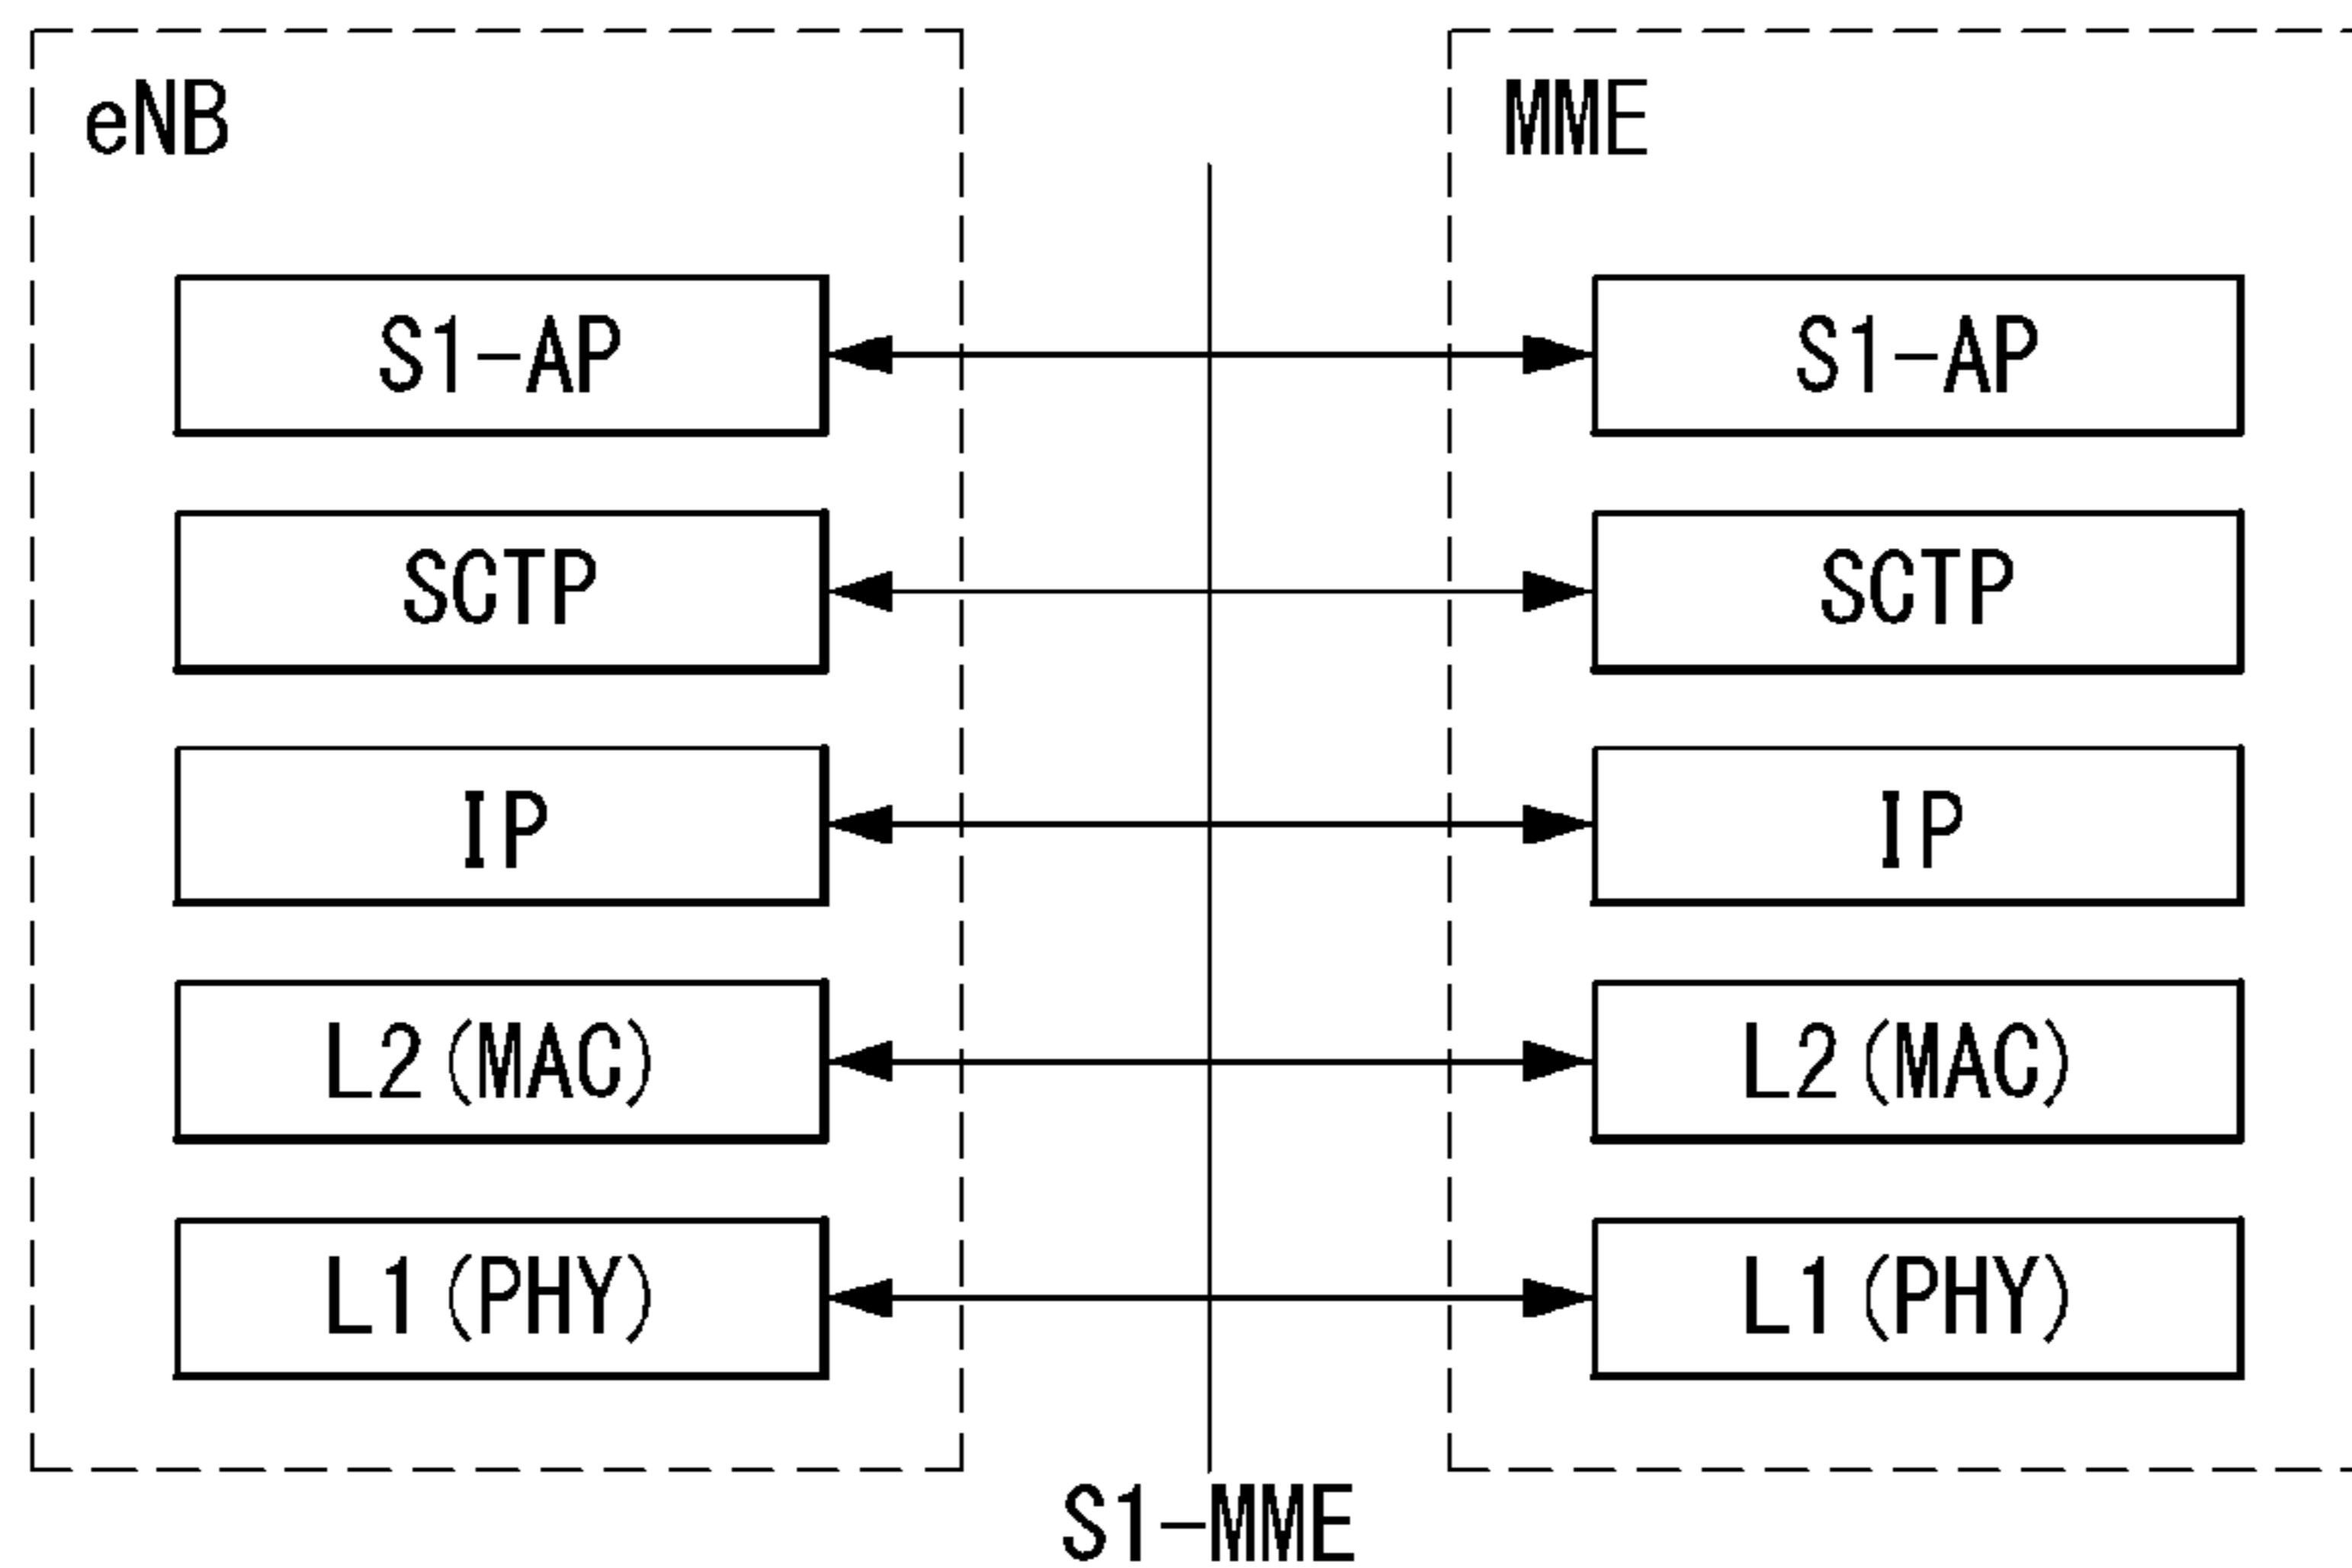 eNB
MME
S1-AP
S1-AP
SCTP
SCTP
IP
IP
L2(MAC)
L2(MAC)
L1(PHY)
L1(PHY)
S1-MME